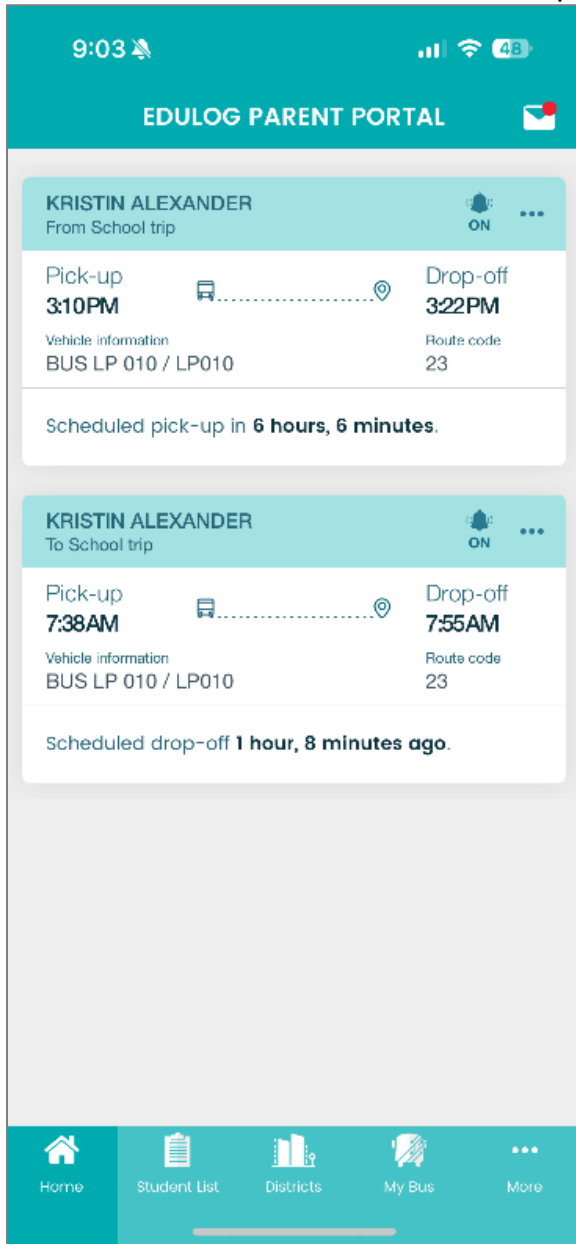 9:03
48
EDULOG PARENT PORTAL
KRISTIN ALEXANDER
From School trip
ON
Pick-up
3:10PM
Drop-off
3:22PM
Vehicle information
BUS LP 010 / LP010
Route code
23
Scheduled pick-up in 6 hours, 6 minutes.
KRISTIN ALEXANDER
To School trip
ON
Pick-up
7:38AM
Drop-off
7:55AM
Vehicle information
BUS LP 010 / LP010
Route code
23
Scheduled drop-off 1 hour, 8 minutes ago.
Home
Student List
Districts
My Bus
More